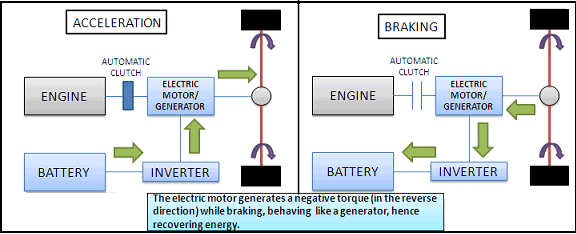 ACCELERATION
AUTOMATIC
CLUTCH
ENGINE
ELECTRIC
MOTOR/
GENERATOR
BATTERY
INVERTER
BRAKING
AUTOMATIC
CLUTCH
ENGINE
ELECTRIC
MOTOR/
GENERATOR
BATTERY
INVERTER
The electric motor generates a negative torque (in the reverse
direction) while braking, behaving like a generator, hence
recovering energy.